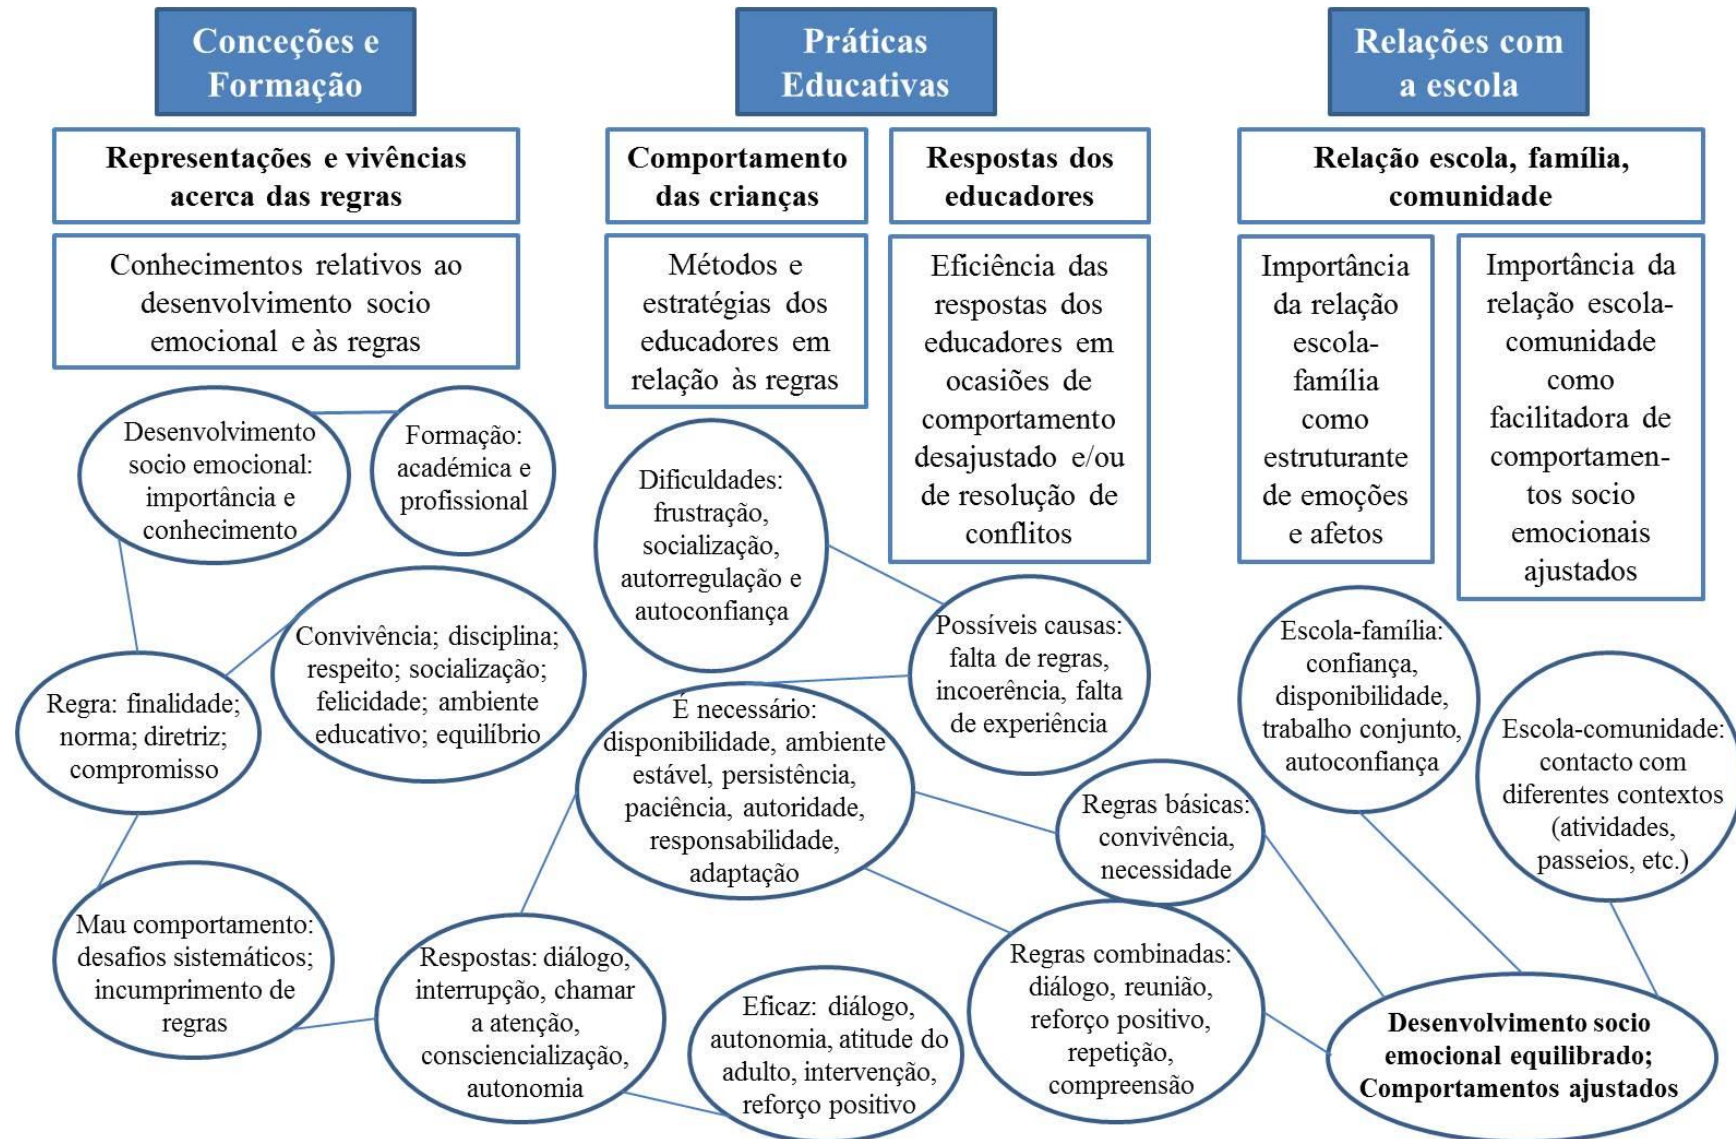 Conceções e
Formação
Práticas
Educativas
Relações com
a escola
Representações e vivências
acerca das regras
Comportamento
das crianças
Respostas dos
educadores
Relação escola, família,
comunidade
Conhecimentos relativos ao
desenvolvimento socio
emocional e às regras
Métodos e
estratégias dos
educadores em
relação às regras
Eficiência das
respostas dos
educadores em
ocasiões de
comportamento
desajustado e/ou
de resolução de
conflitos
Importância
da relação
escola-
família
como
estruturante
de emoções
e afetos
Importância da
relação escola-
comunidade
como
facilitadora de
comportamen-
tos socio
emocionais
ajustados
Desenvolvimento
socio emocional:
importância e
conhecimento
Formação:
académica e
profissional
Dificuldades:
frustração,
socialização,
autorregulação e
autoconfiança
Convivência; disciplina;
respeito; socialização;
felicidade; ambiente
educativo; equilíbrio
Possíveis causas:
falta de regras,
incoerência, falta
de experiência
Escola-família:
confiança,
disponibilidade,
trabalho conjunto,
autoconfiança
Regra: finalidade;
norma; diretriz;
compromisso
É necessário:
disponibilidade, ambiente
estável, persistência,
paciência, autoridade,
responsabilidade,
adaptação
Escola-comunidade:
contacto com
diferentes contextos
(atividades,
passeios, etc.)
Regras básicas:
convivência,
necessidade
Mau comportamento:
desafios sistemáticos;
incumprimento de
regras
Respostas: diálogo,
interrupção, chamar
a atenção,
consciencialização,
autonomia
Eficaz: diálogo,
autonomia, atitude do
adulto, intervenção,
reforço positivo
Regras combinadas:
diálogo, reunião,
reforço positivo,
repetição,
compreensão
Desenvolvimento socio
emocional equilibrado;
Comportamentos ajustados